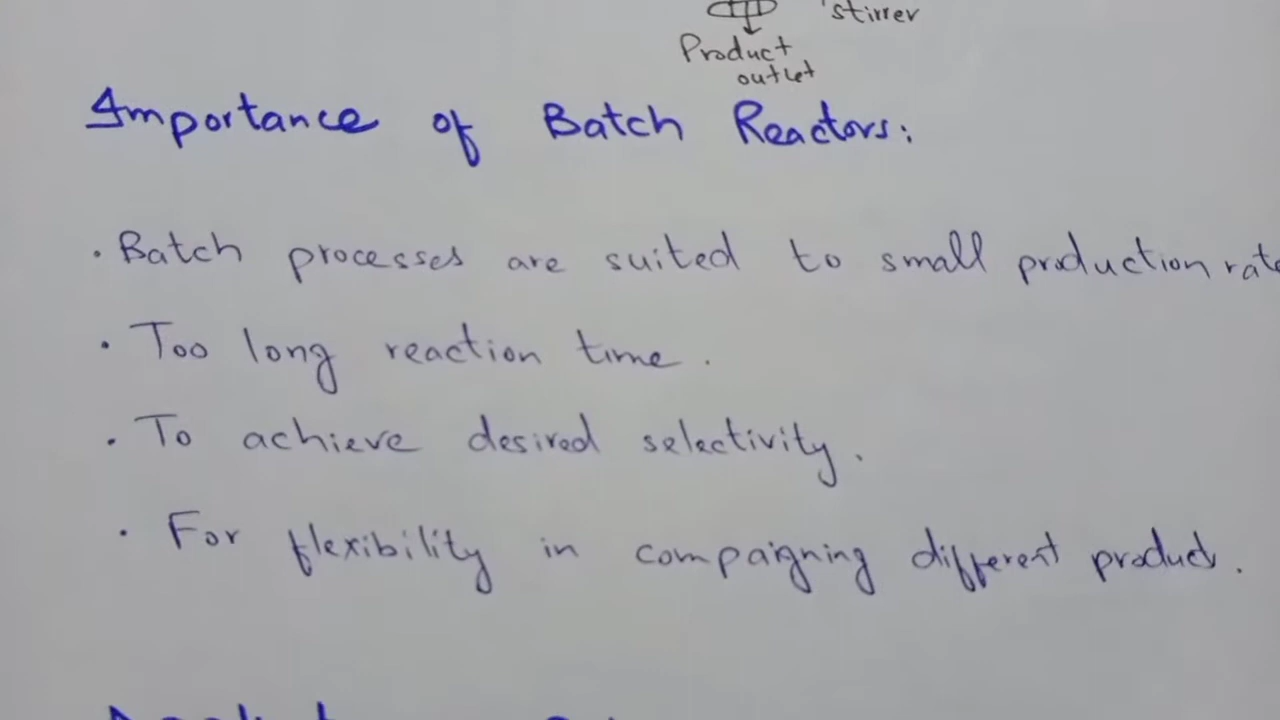 stirrer
Product
outlet
Importance of Batch Reactors:
. Batch processes are suited to small production rate
. Too long reaction time.
. To achieve desired selectivity.
. For flexibility in compaigning different product.